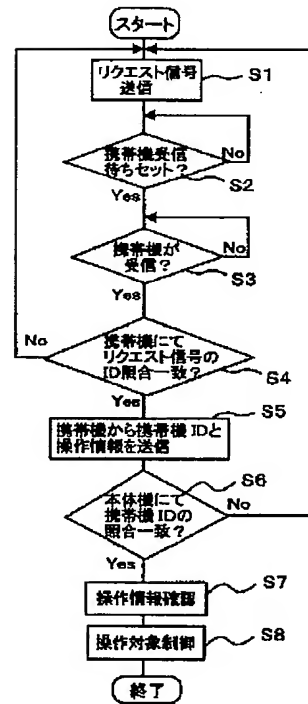 スタート
リクエスト信号
送信
S1
携帯機受信
待ちセット?
No
S2
Yes
携帯機が
受信?
No
S3
Yes
携帯機にて
リクエスト信号の
ID照合一致?
No
S4
Yes
S5
携帯機から携帯機IDと
操作情報を送信
S6
本体機にて
携帯機IDの
照合一致?
No
Yes
操作情報確認
S7
操作対象制御
S8
終了